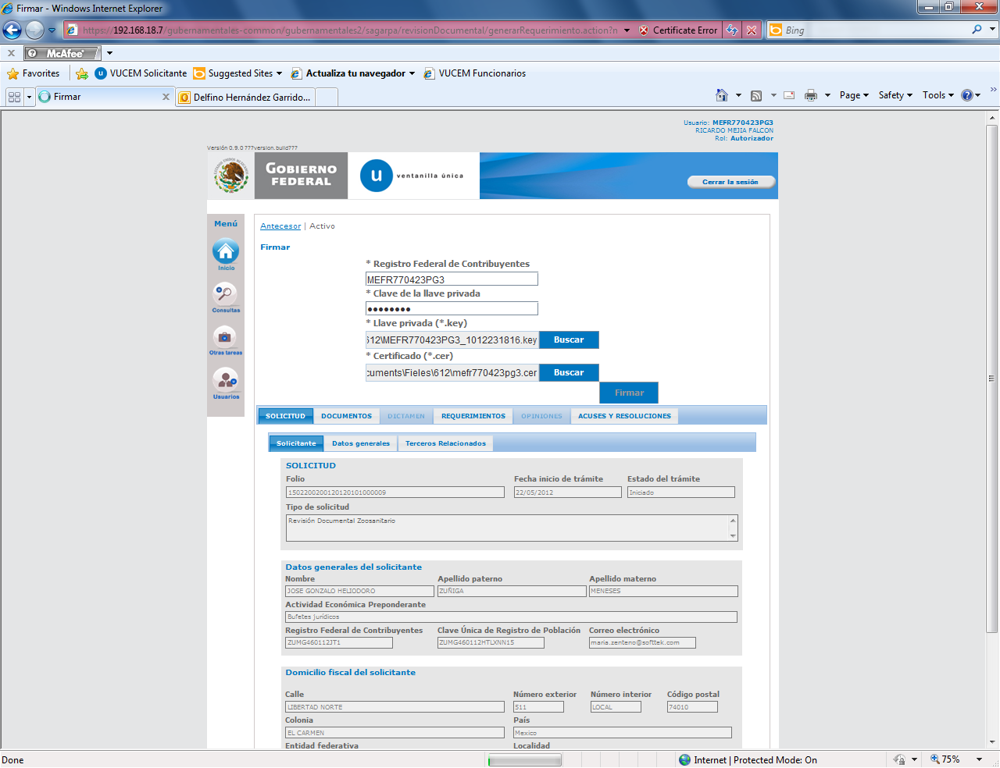 Firmar - Windows Internet Explorer
https://192.168.18.7/gubernamentales-common/gubernamentales2/sagarpa/revisionDocumental/generarRequerimiento.action?n
Certificate Error
Bing
x McAfee
Favorites
VUCEM Solicitante
Suggested Sites
Actualiza tu navegador
VUCEM Funcionarios
Firmar
Delfino Hernández Garrido...
Page
Safety
Tools
Usuario: MEFR770423PG3
RICARDO MEJIA FALCON
Rol: Autorizador
Versión 0.9.0 ???version.build???
GOBIERNO
FEDERAL
u ventanilla única
Cerrar la sesión
Menú
Inicio
Consultas
Otras tareas
Usuarios
Antecesor | Activo
Firmar
* Registro Federal de Contribuyentes
MEFR770423PG3
* Clave de la llave privada
●●●●●●●●
* Llave privada (*.key)
612\MEFR770423PG3_1012231816.key
Buscar
* Certificado (*.cer)
cuments\Fieles\612\mefr770423pg3.cer
Buscar
Firmar
SOLICITUD
DOCUMENTOS
DICTAMEN
REQUERIMIENTOS
OPINIONES
ACUSES Y RESOLUCIONES
Solicitante
Datos generales
Terceros Relacionados
SOLICITUD
Folio
Fecha inicio de trámite
Estado del trámite
1502200200120120101000009
22/05/2012
Iniciado
Tipo de solicitud
Revisión Documental Zoosanitario
Datos generales del solicitante
Nombre
Apellido paterno
Apellido materno
JOSE GONZALO HELIODORO
ZUÑIGA
MENESES
Actividad Económica Preponderante
Bufetes jurídicos
Registro Federal de Contribuyentes
Clave Única de Registro de Población
Correo electrónico
ZUMG460112JT1
ZUMG460112HTLXNN15
maria.zenteno@softtek.com
Domicilio fiscal del solicitante
Calle
Número exterior
Número interior
Código postal
LIBERTAD NORTE
511
LOCAL
74010
Colonia
País
EL CARMEN
Mexico
Entidad federativa
Localidad
Done
Internet | Protected Mode: On
75%